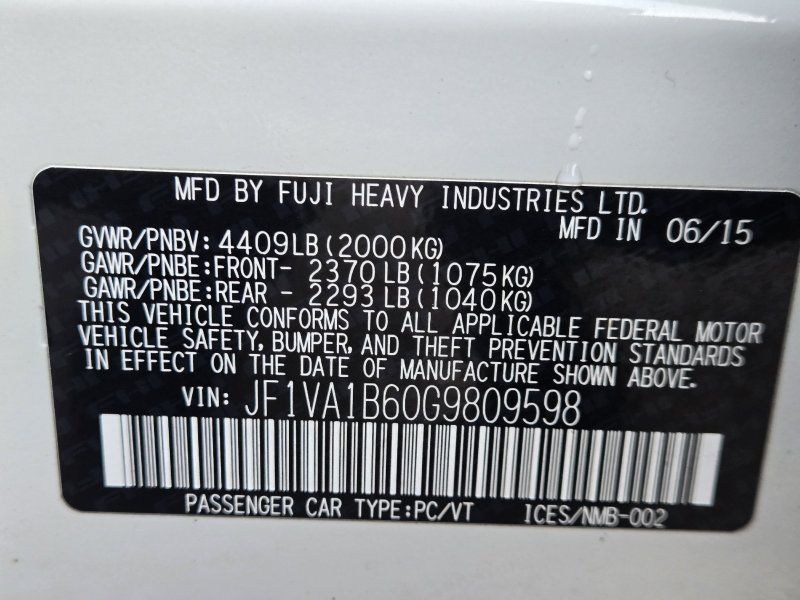 MFD BY FUJI HEAVY INDUSTRIES LTD.
MFD IN 06/15
GVWR/PNBV: 4409LB(2000KG)
GAWR/PNBE:FRONT- 2370LB(1075KG)
GAWR/PNBE:REAR - 2293LB(1040KG)
THIS VEHICLE CONFORMS TO ALL APPLICABLE FEDERAL MOTOR
VEHICLE SAFETY, BUMPER, AND THEFT PREVENTION STANDARDS
IN EFFECT ON THE DATE OF MANUFACTURE SHOWN ABOVE.
VIN: JF1VA1B60G9809598
PASSENGER CAR TYPE:PC/VT ICES/NMB-002